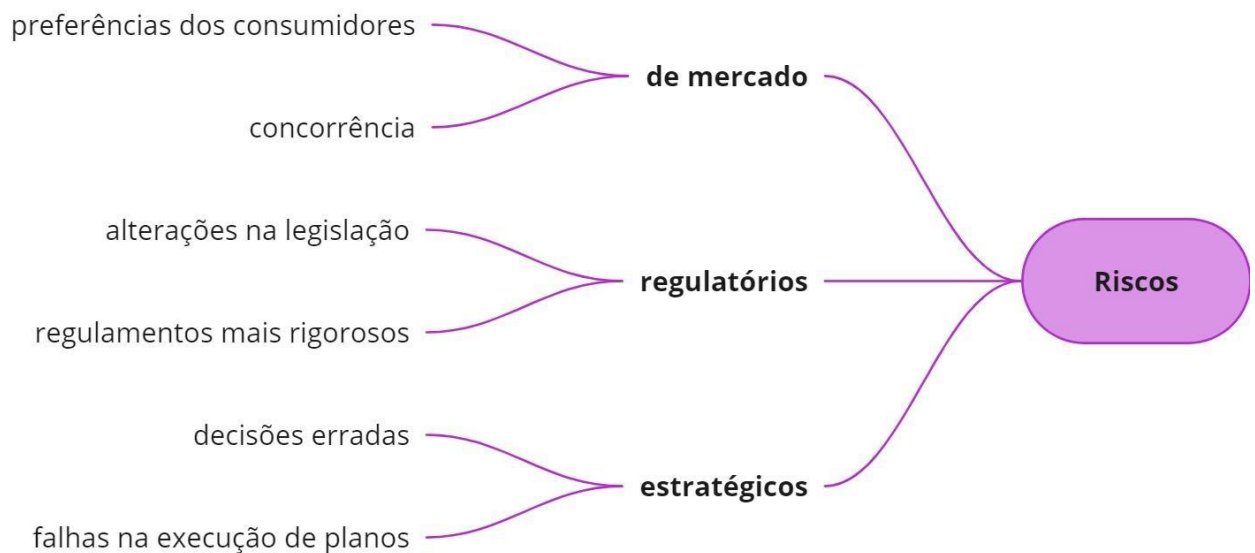 preferências dos consumidores
de mercado
concorrência
alterações na legislação
regulatórios
Riscos
regulamentos mais rigorosos
decisões erradas
estratégicos
falhas na execução de planos